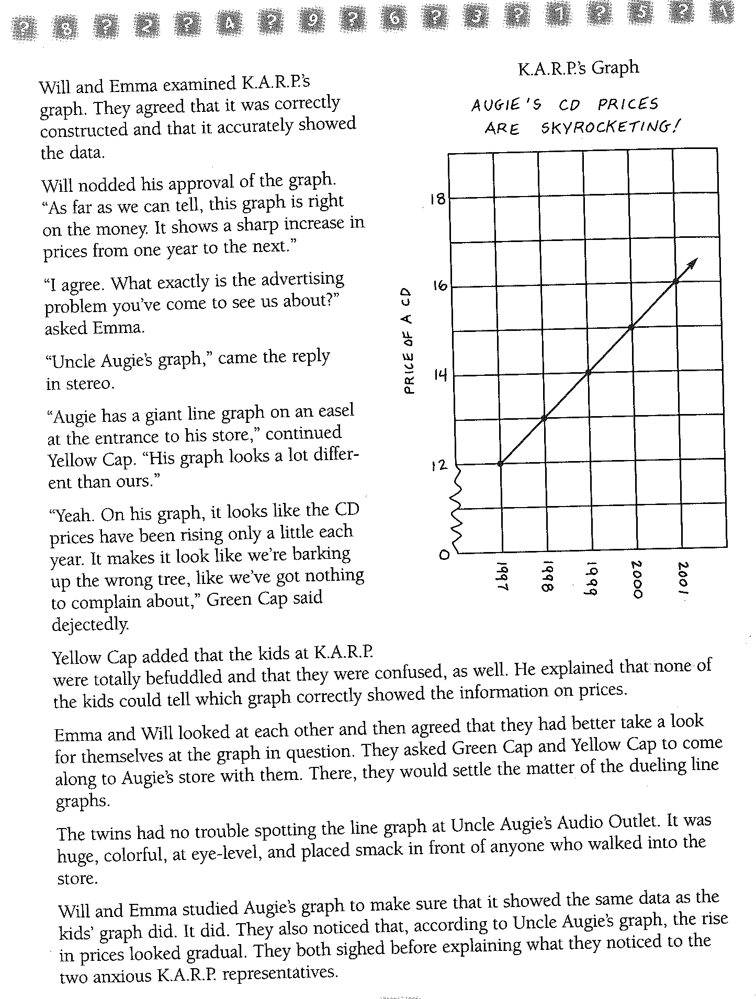 ? 8 ? 2 ? 4 ? 9 ? 6 ? 3 ? 7 ? 5 ? 1
Will and Emma examined K.A.R.P.'s
graph. They agreed that it was correctly
constructed and that it accurately showed
the data.
Will nodded his approval of the graph.
“As far as we can tell, this graph is right
on the money. It shows a sharp increase in
prices from one year to the next.”
“I agree. What exactly is the advertising
problem you've come to see us about?”
asked Emma.
“Uncle Augie's graph,” came the reply
in stereo.
“Augie has a giant line graph on an easel
at the entrance to his store,” continued
Yellow Cap. “His graph looks a lot differ-
ent than ours.”
“Yeah. On his graph, it looks like the CD
prices have been rising only a little each
year. It makes it look like we're barking
up the wrong tree, like we've got nothing
to complain about,” Green Cap said
dejectedly.
K.A.R.P.'s Graph
AUGIE'S CD PRICES
ARE SKYROCKETING!
PRICE OF A CD
18
16
14
12
0
1997
1998
1999
2000
2001
Yellow Cap added that the kids at K.A.R.P.
were totally befuddled and that they were confused, as well. He explained that none of
the kids could tell which graph correctly showed the information on prices.
Emma and Will looked at each other and then agreed that they had better take a look
for themselves at the graph in question. They asked Green Cap and Yellow Cap to come
along to Augie's store with them. There, they would settle the matter of the dueling line
graphs.
The twins had no trouble spotting the line graph at Uncle Augie's Audio Outlet. It was
huge, colorful, at eye-level, and placed smack in front of anyone who walked into the
store.
Will and Emma studied Augie's graph to make sure that it showed the same data as the
kids' graph did. It did. They also noticed that, according to Uncle Augie's graph, the rise
in prices looked gradual. They both sighed before explaining what they noticed to the
two anxious K.A.R.P. representatives.